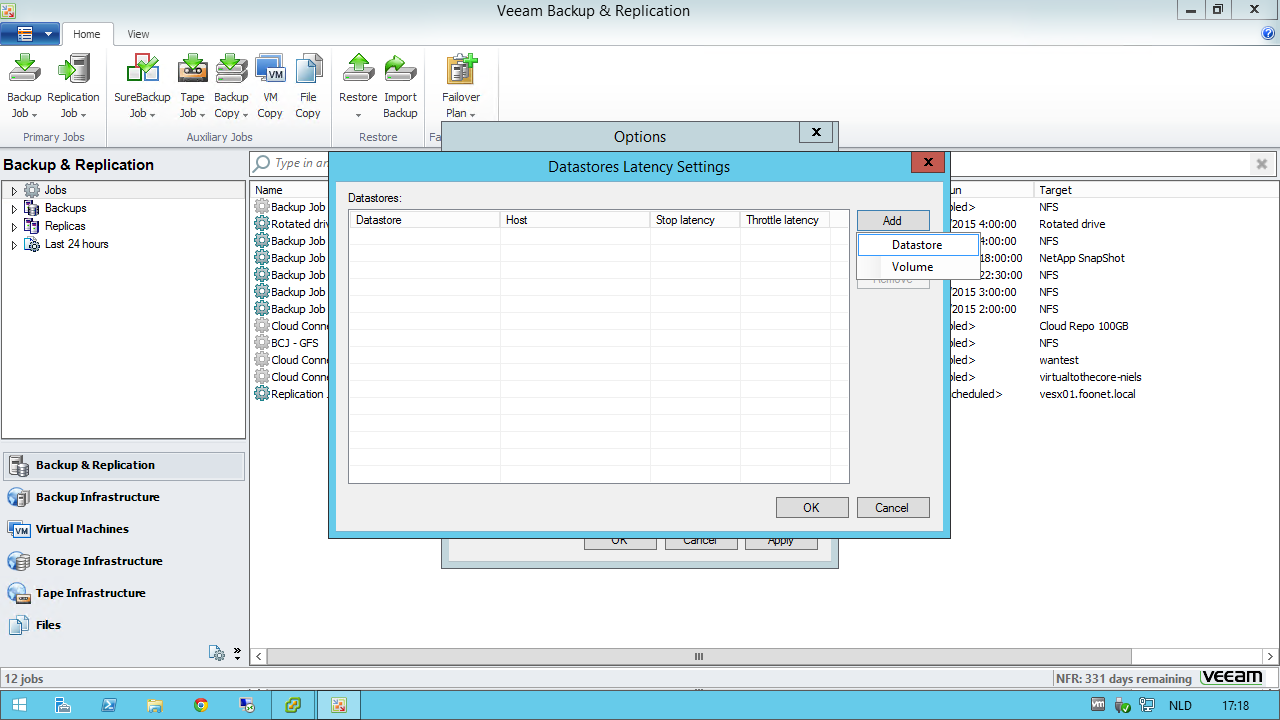 Veeam Backup & Replication
Home View
Backup Job
Replication Job
SureBackup Job
Tape Job
Backup Copy
VM Copy
File Copy
Restore
Import Backup
Failover Plan
Primary Jobs
Auxiliary Jobs
Restore
Fa
Options
Datastores Latency Settings
Backup & Replication
Type in an
Jobs
Backups
Replicas
Last 24 hours
Name
Target
Backup Job
NFS
Rotated drive
/2015 4:00:00
Rotated drive
Backup Job
4:00:00
NFS
Backup Job
18:00:00
NetApp SnapShot
Backup Job
22:30:00
NFS
Backup Job
/2015 3:00:00
NFS
Backup Job
/2015 2:00:00
NFS
Cloud Conne
bled>
Cloud Repo 100GB
BCJ - GFS
bled>
NFS
Cloud Conne
bled>
wantest
Cloud Conne
bled>
virtualtothecore-niels
Replication
cheduled>
vesx01.foonet.local
Datastores:
Datastore Host Stop latency Throttle latency
Add
Datastore
Volume
Remove
OK Cancel
OK Cancel Apply
Backup & Replication
Backup Infrastructure
Virtual Machines
Storage Infrastructure
Tape Infrastructure
Files
12 jobs
NFR: 331 days remaining
veeam
NLD
17:18